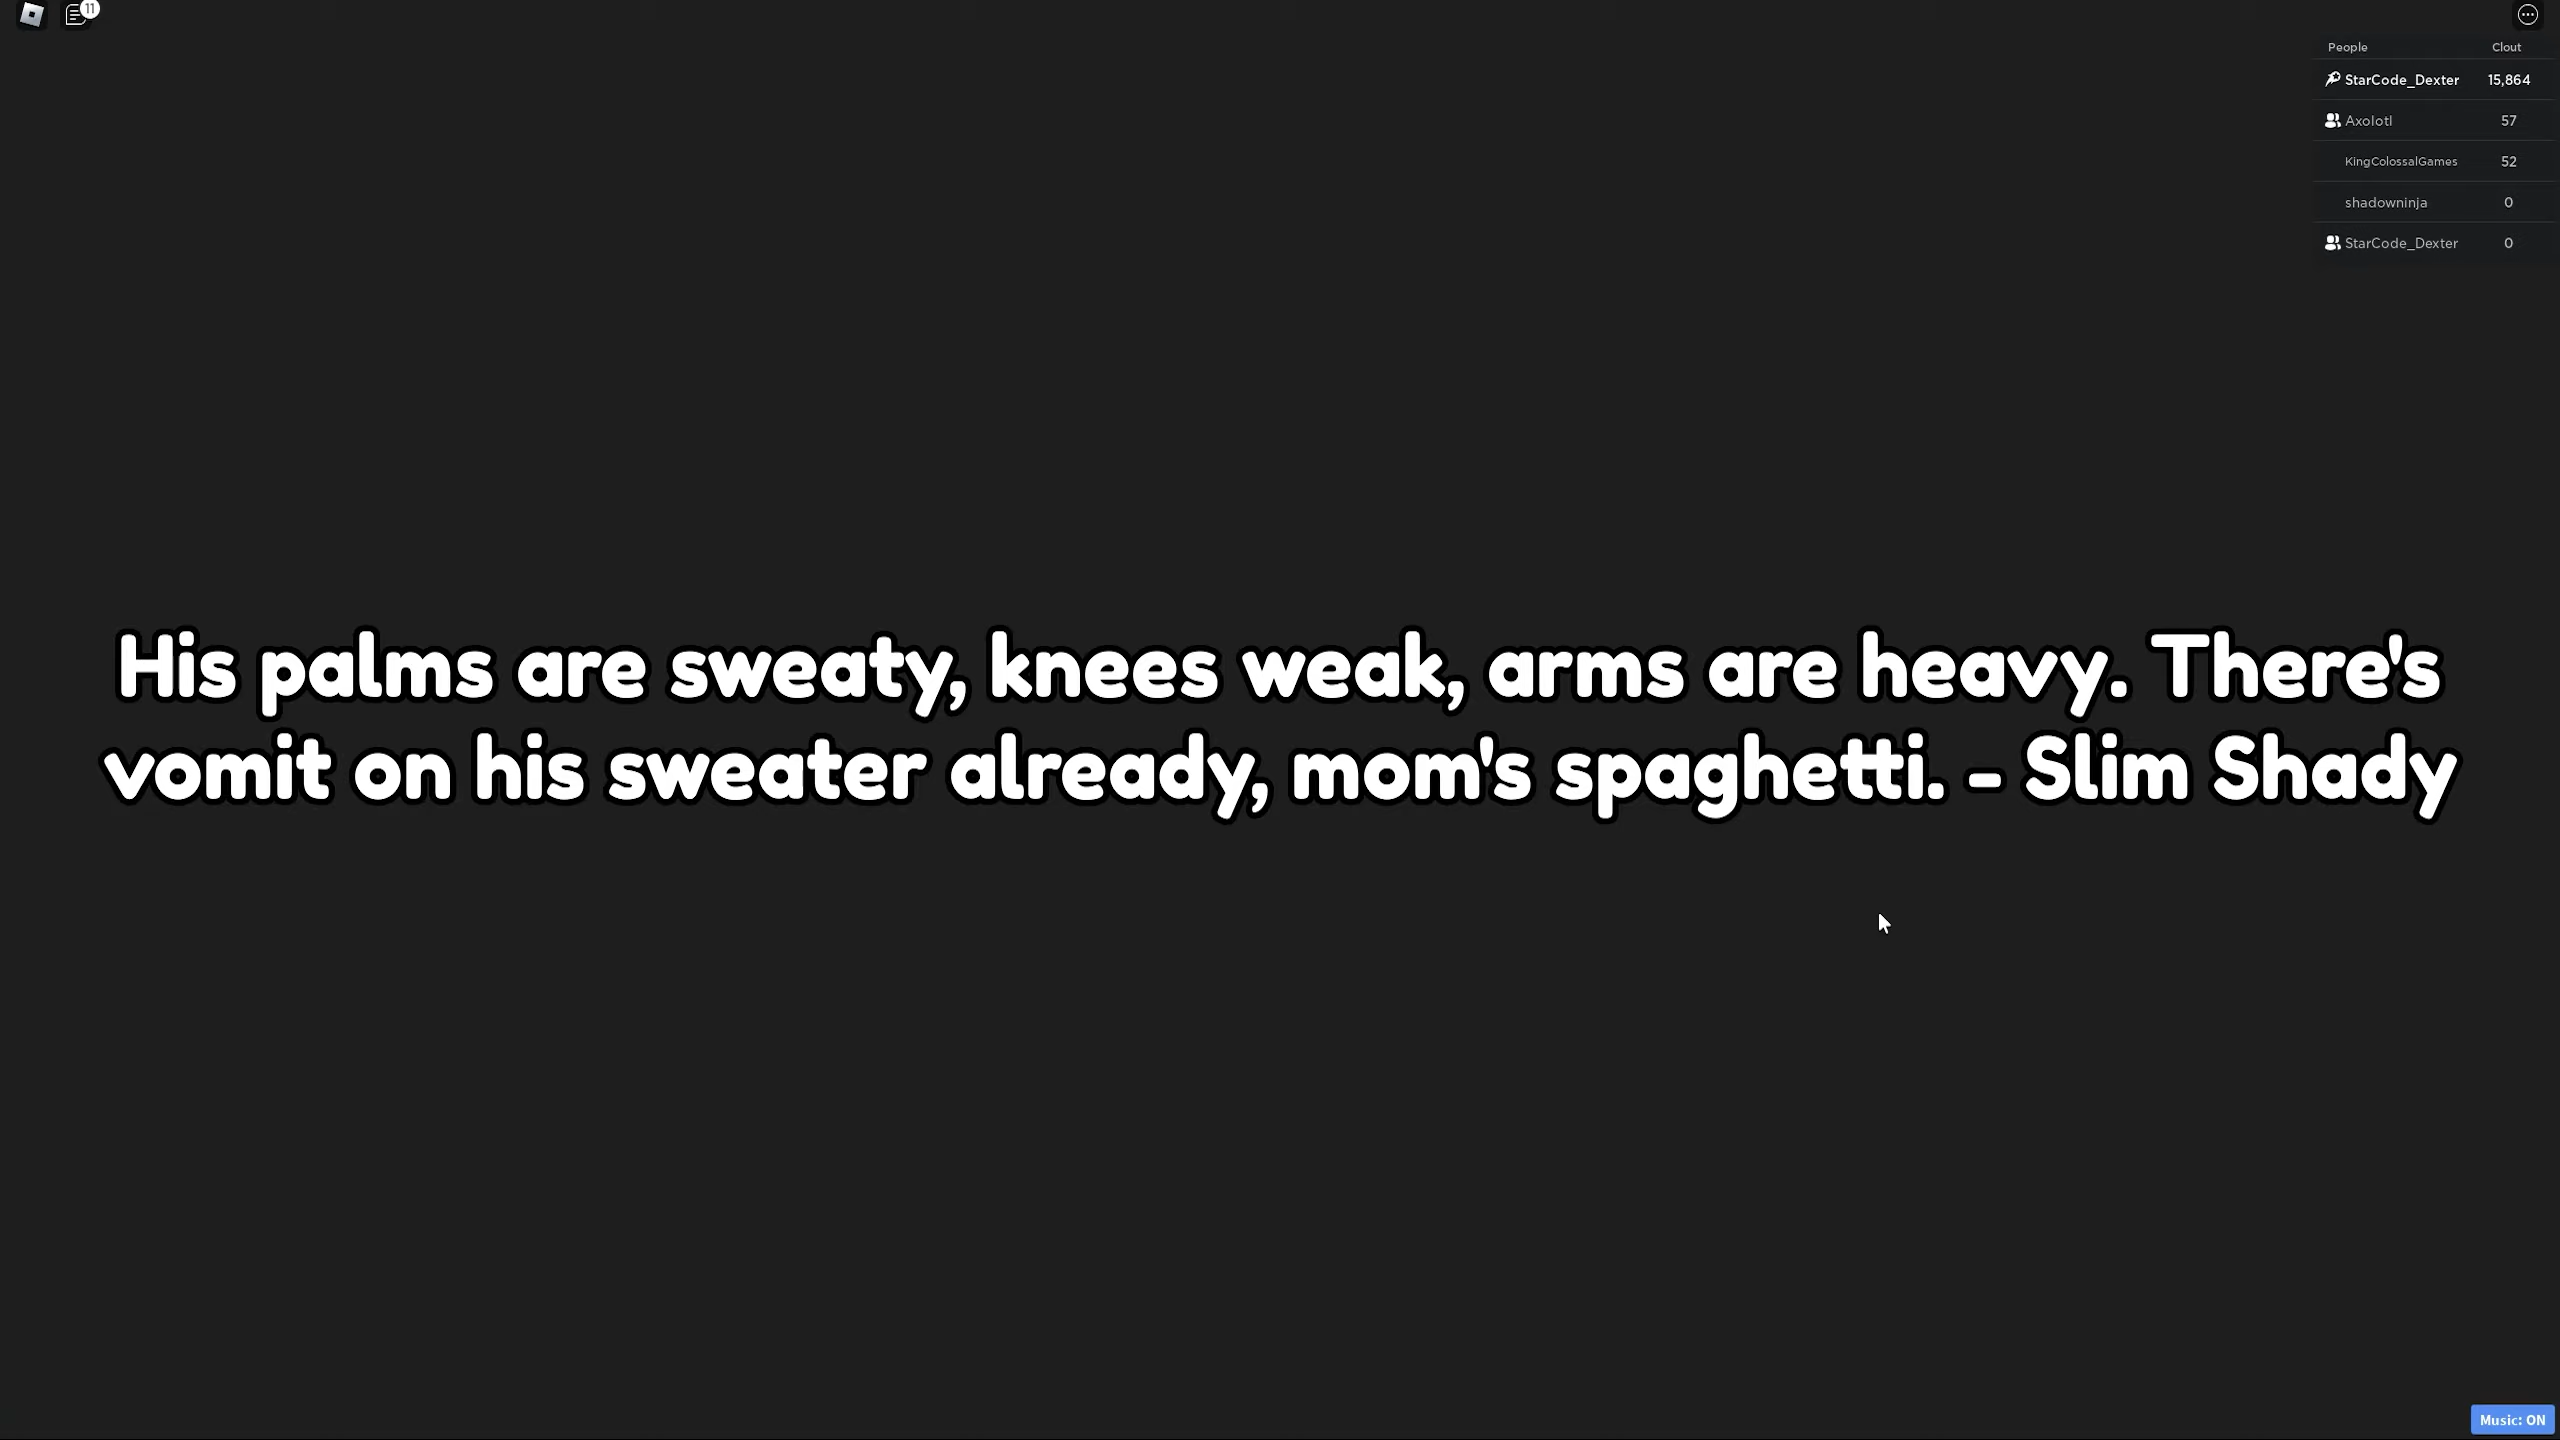 11
People Clout
StarCode_Dexter 15,864
Axolotl 57
KingColossalGames 52
shadowninja 0
StarCode_Dexter 0
His palms are sweaty, knees weak, arms are heavy. There's
vomit on his sweater already, mom's spaghetti. - Slim Shady
Music: ON